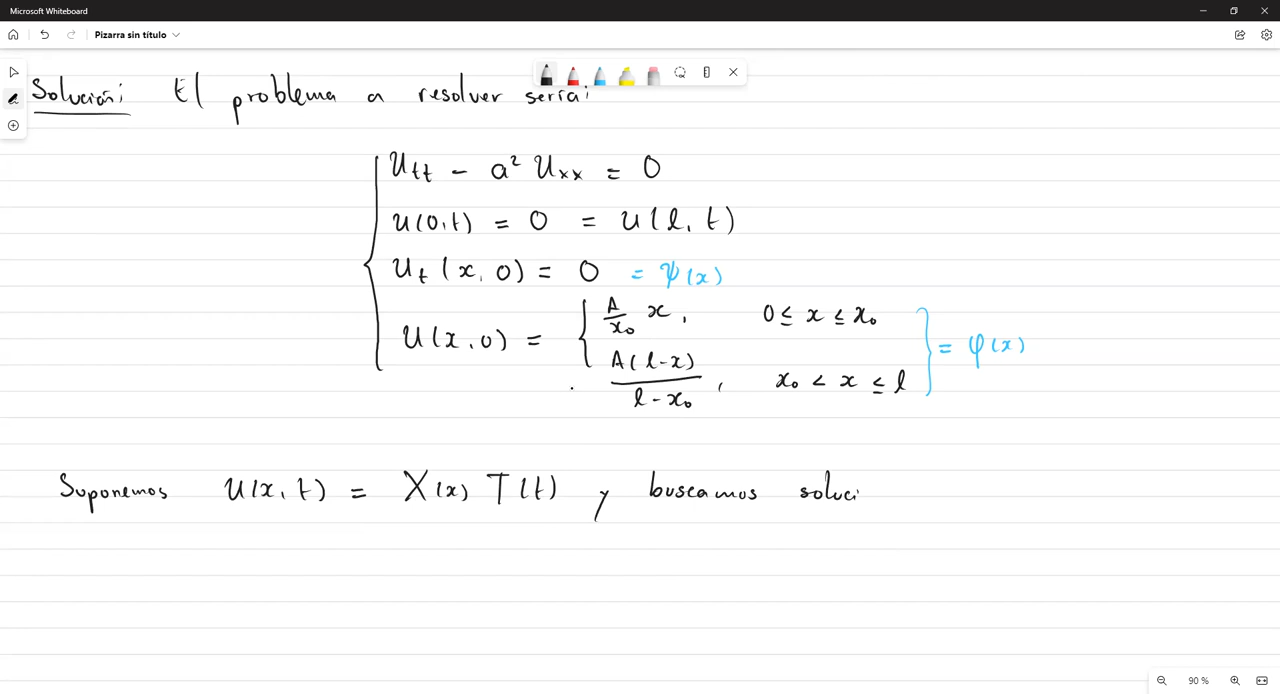 Microsoft Whiteboard
Pizarra sin título
Solución: El problema a resolver sería:
u_tt - a² u_xx = 0
u(0,t) = 0 = u(l,t)
u_t(x,0) = 0 = ψ(x)
u(x,0) = { A/x₀ x, 0 ≤ x ≤ x₀
A(l-x)/(l-x₀), x₀ < x ≤ l } = φ(x)
Suponemos u(x,t) = X(x) T(t) y buscamos soluci
90 %